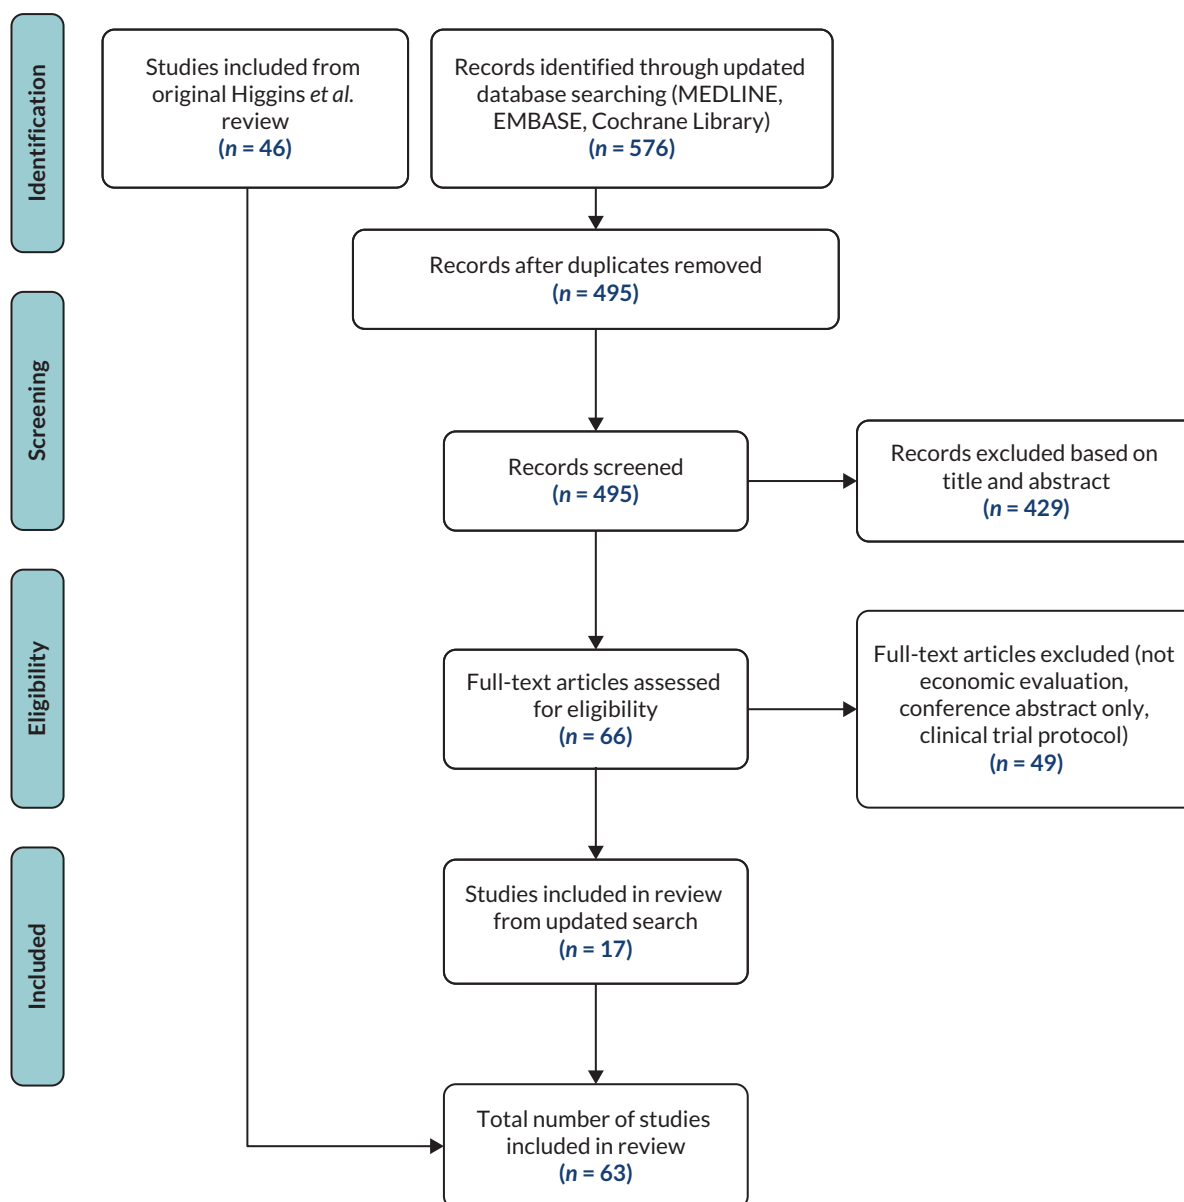 Identification
Studies included from
original Higgins et al.
review
(n = 46)
Records identified through updated
database searching (MEDLINE,
EMBASE, Cochrane Library)
(n = 576)
Records after duplicates removed
(n = 495)
Screening
Records screened
(n = 495)
Records excluded based on
title and abstract
(n = 429)
Eligibility
Full-text articles assessed
for eligibility
(n = 66)
Full-text articles excluded (not
economic evaluation,
conference abstract only,
clinical trial protocol)
(n = 49)
Included
Studies included in review
from updated search
(n = 17)
Total number of studies
included in review
(n = 63)